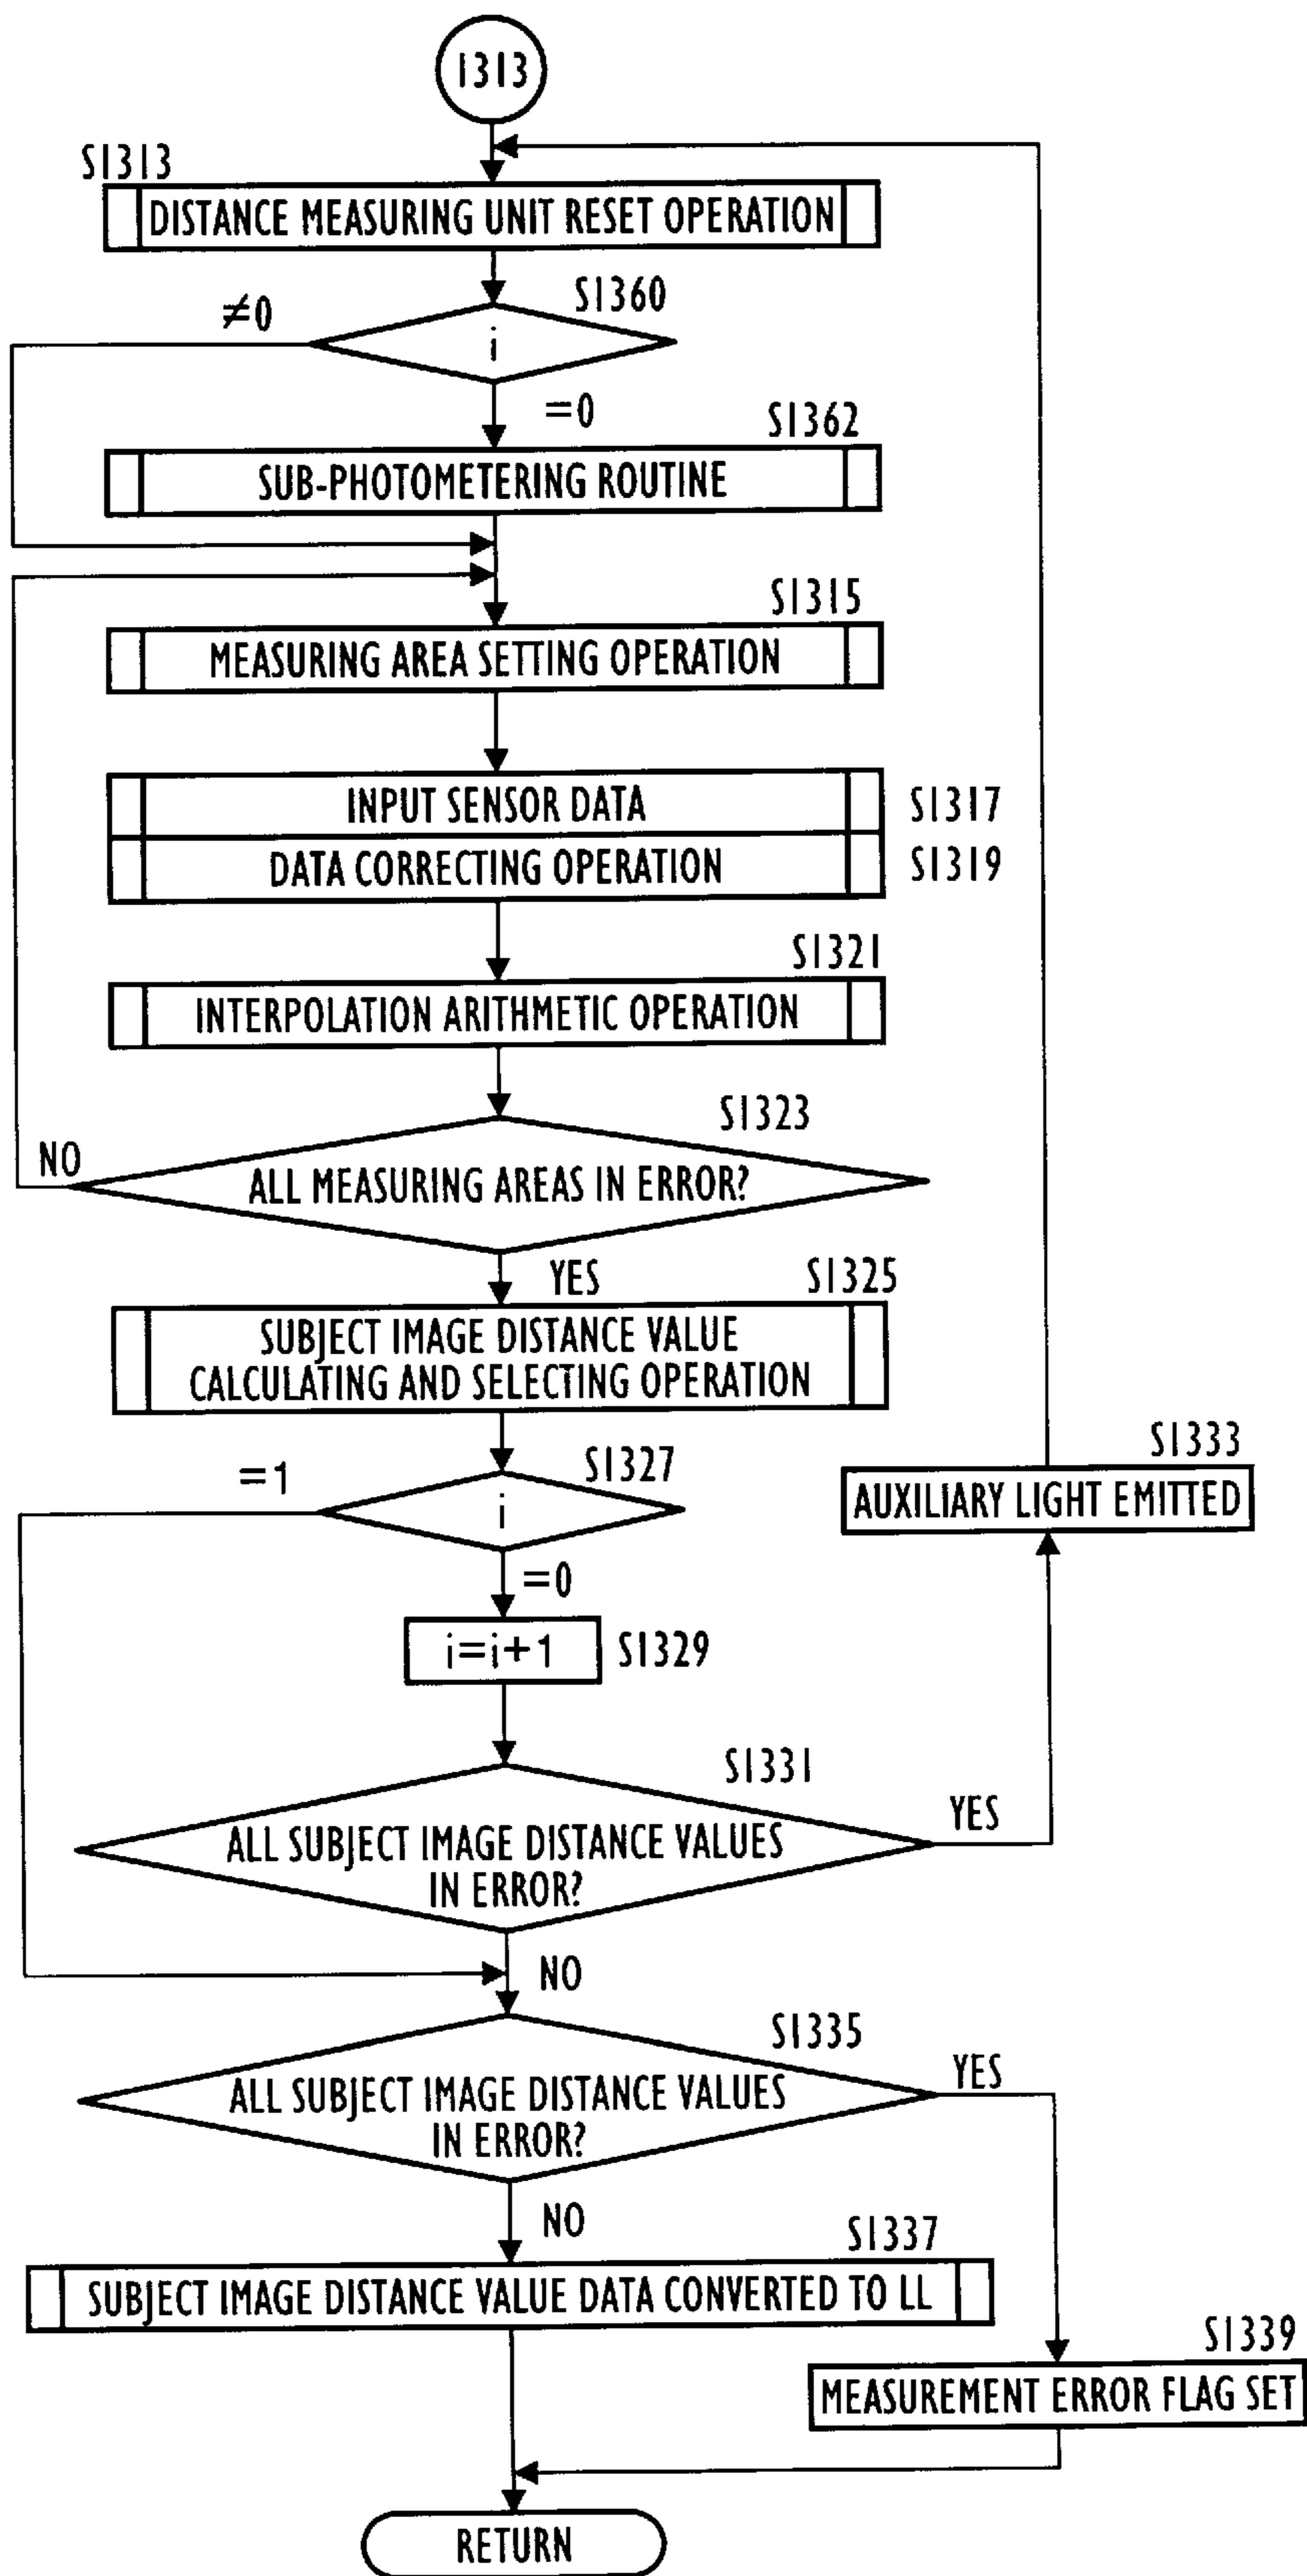 1313
S1313
DISTANCE MEASURING UNIT RESET OPERATION
S1360
≠0
i
=0
S1362
SUB-PHOTOMETERING ROUTINE
S1315
MEASURING AREA SETTING OPERATION
INPUT SENSOR DATA
S1317
DATA CORRECTING OPERATION
S1319
S1321
INTERPOLATION ARITHMETIC OPERATION
S1323
NO
ALL MEASURING AREAS IN ERROR?
YES
S1325
SUBJECT IMAGE DISTANCE VALUE
CALCULATING AND SELECTING OPERATION
S1327
=1
i
S1333
AUXILIARY LIGHT EMITTED
=0
i=i+1
S1329
S1331
YES
ALL SUBJECT IMAGE DISTANCE VALUES
IN ERROR?
NO
S1335
YES
ALL SUBJECT IMAGE DISTANCE VALUES
IN ERROR?
NO
S1337
SUBJECT IMAGE DISTANCE VALUE DATA CONVERTED TO LL
S1339
MEASUREMENT ERROR FLAG SET
RETURN